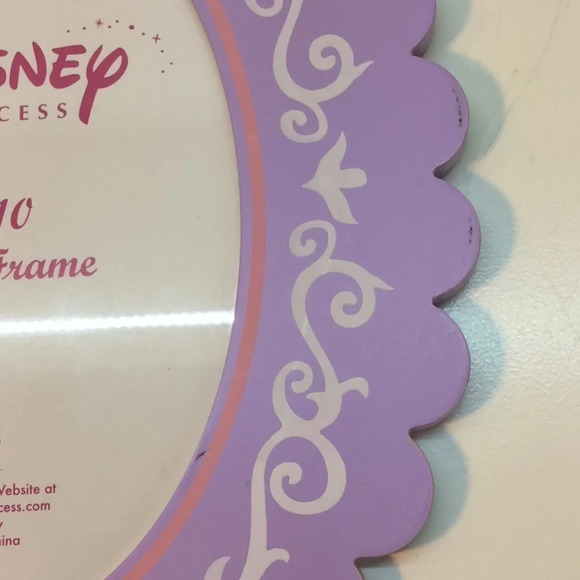 SNEY
CESS
10
Frame
Website at
cess.com
y
hina